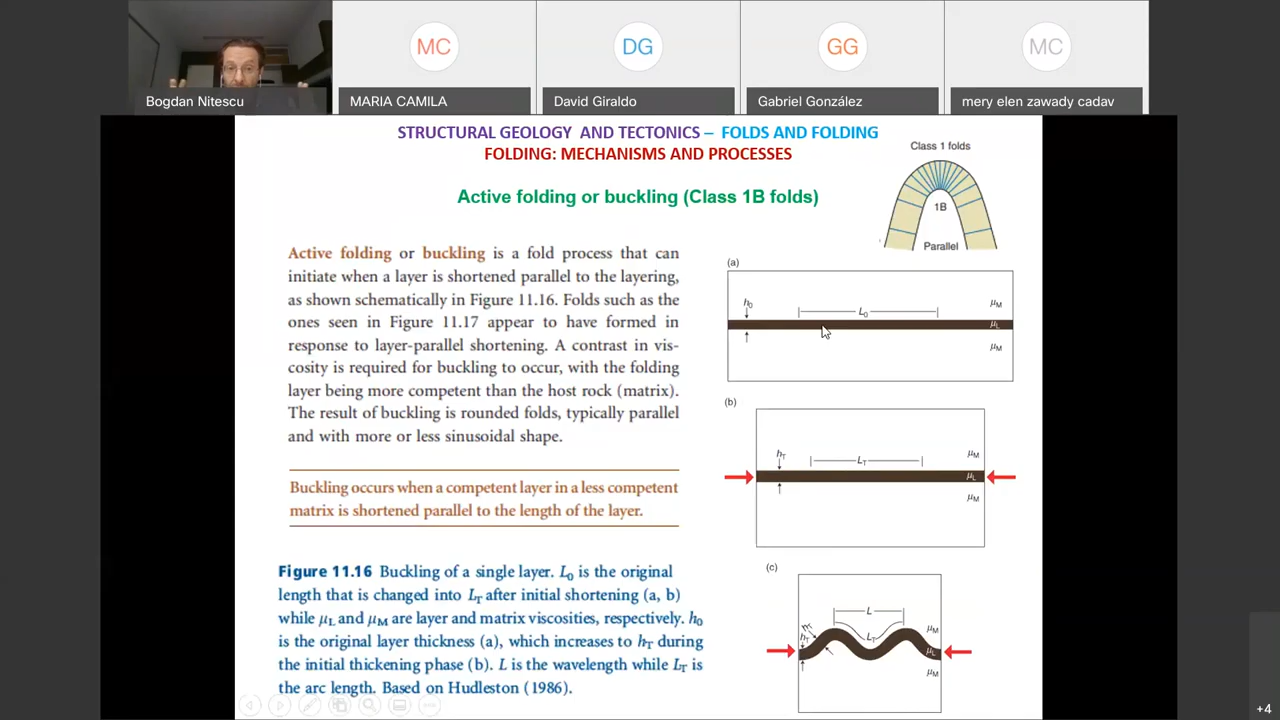 MC
DG
GG
MC
Bogdan Nitescu
MARIA CAMILA
David Giraldo
Gabriel González
mery elen zawady cadav
STRUCTURAL GEOLOGY AND TECTONICS – FOLDS AND FOLDING
FOLDING: MECHANISMS AND PROCESSES
Active folding or buckling (Class 1B folds)
Class 1 folds
1B
Parallel
Active folding or buckling is a fold process that can
initiate when a layer is shortened parallel to the layering,
as shown schematically in Figure 11.16. Folds such as the
ones seen in Figure 11.17 appear to have formed in
response to layer-parallel shortening. A contrast in vis-
cosity is required for buckling to occur, with the folding
layer being more competent than the host rock (matrix).
The result of buckling is rounded folds, typically parallel
and with more or less sinusoidal shape.
Buckling occurs when a competent layer in a less competent
matrix is shortened parallel to the length of the layer.
Figure 11.16 Buckling of a single layer. L0 is the original
length that is changed into LT after initial shortening (a, b)
while μL and μM are layer and matrix viscosities, respectively. h0
is the original layer thickness (a), which increases to hT during
the initial thickening phase (b). L is the wavelength while LT is
the arc length. Based on Hudleston (1986).
(a)
h0
L0
μM
μL
μM
(b)
hT
LT
μM
μL
μM
(c)
L
hT
hT
LT
μM
μL
μM
+4